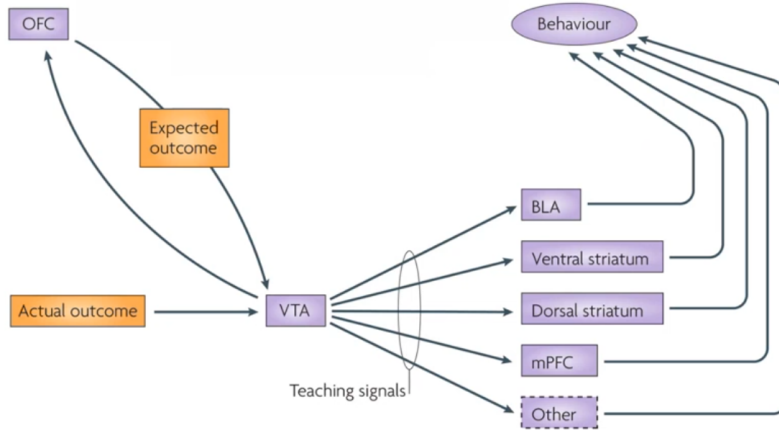 OFC
Behaviour
Expected
outcome
BLA
Ventral striatum
Actual outcome
VTA
Dorsal striatum
mPFC
Teaching signals
Other